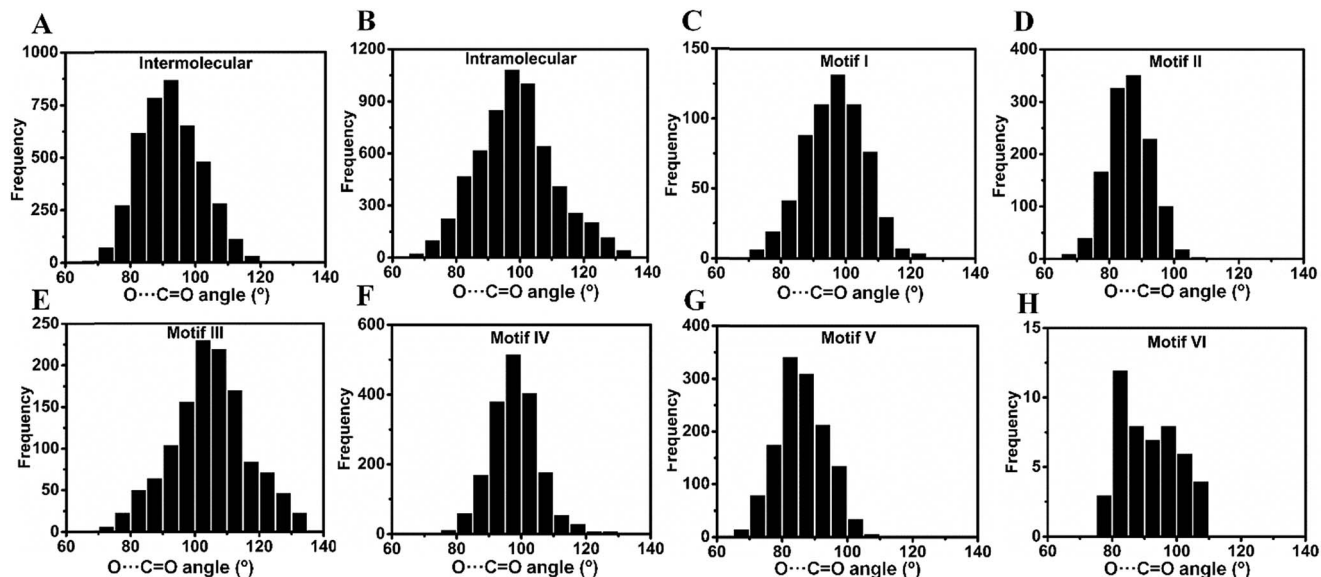 A
Intermolecular
Frequency
1000
750
500
250
0
60 80 100 120 140
O···C=O angle (º)
B
Intramolecular
Frequency
1200
900
600
300
0
60 80 100 120 140
O···C=O angle (º)
C
Motif I
Frequency
150
100
50
0
60 80 100 120 140
O···C=O angle (º)
D
Motif II
Frequency
400
300
200
100
0
60 80 100 120 140
O···C=O angle (º)
E
Motif III
Frequency
250
200
150
100
50
0
60 80 100 120 140
O···C=O angle (º)
F
Motif IV
Frequency
600
400
200
0
60 80 100 120 140
O···C=O angle (º)
G
Motif V
Frequency
400
300
200
100
0
60 80 100 120 140
O···C=O angle (º)
H
Motif VI
Frequency
15
10
5
0
60 80 100 120 140
O···C=O angle (º)